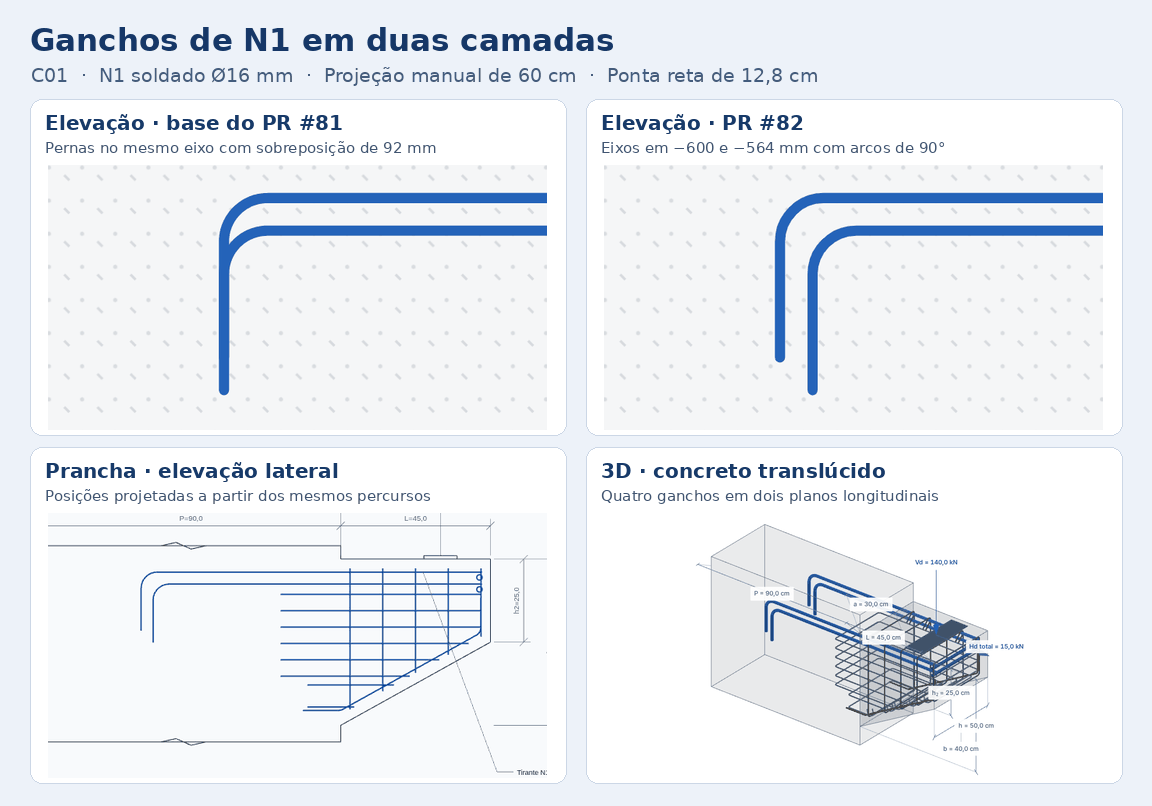 Ganchos de N1 em duas camadas
C01 · N1 soldado Ø16 mm · Projeção manual de 60 cm · Ponta reta de 12,8 cm
Elevação · base do PR #81
Pernas no mesmo eixo com sobreposição de 92 mm
Elevação · PR #82
Eixos em −600 e −564 mm com arcos de 90°
Prancha · elevação lateral
Posições projetadas a partir dos mesmos percursos
P=90,0
L=45,0
h2=25,0
Tirante N1
3D · concreto translúcido
Quatro ganchos em dois planos longitudinais
Vd = 140,0 kN
P = 90,0 cm
a = 30,0 cm
L = 45,0 cm
Hd total = 15,0 kN
h₂ = 25,0 cm
h = 50,0 cm
b = 40,0 cm